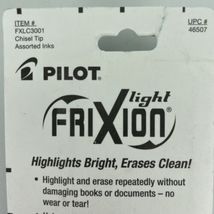 ITEM # UPC #
FXLC3001 46507
Chisel Tip
Assorted Inks
PILOT®
light
FRIXION®
Highlights Bright, Erases Clean!
• Highlight and erase repeatedly without
damaging books or documents – no
wear or tear!